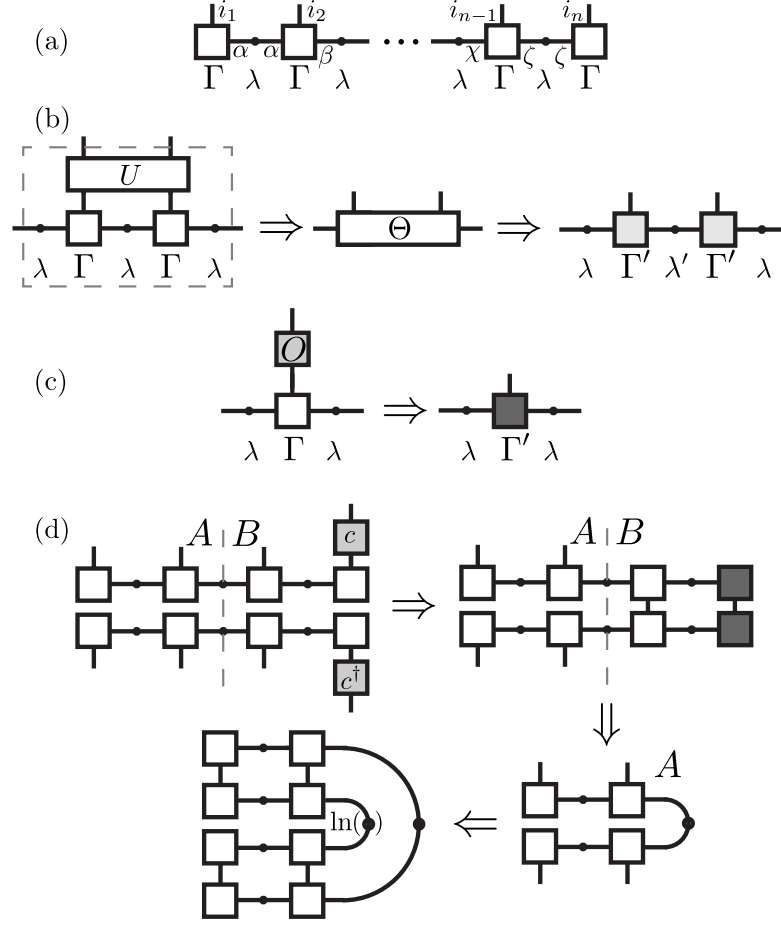 i₁ i₂ iₙ₋₁ iₙ
(a) α α β ··· χ ζ ζ
Γ λ Γ λ λ Γ λ Γ
(b)
U
⇒ Θ ⇒
λ Γ λ Γ λ λ Γ′ λ′ Γ′ λ
O
(c) ⇒
λ Γ λ λ Γ′ λ
(d) A B c A B
⇒
c†
⇓
A
ln( ) ⇐